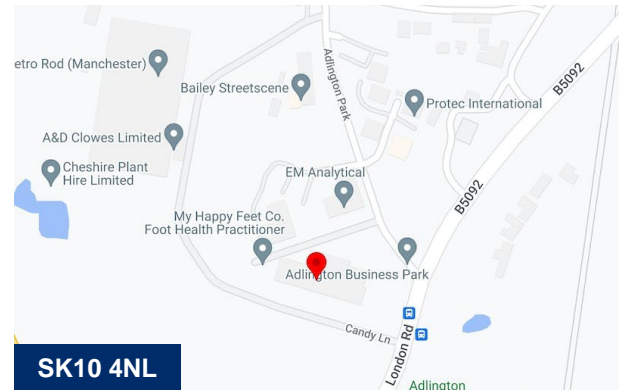 etro Rod (Manchester)
Bailey Streetscene
Adlington Park
Protec International
B5092
A&D Clowes Limited
Cheshire Plant
Hire Limited
EM Analytical
B5092
My Happy Feet Co.
Foot Health Practitioner
Adlington Business Park
Candy Ln
London Rd
SK10 4NL
Adlington